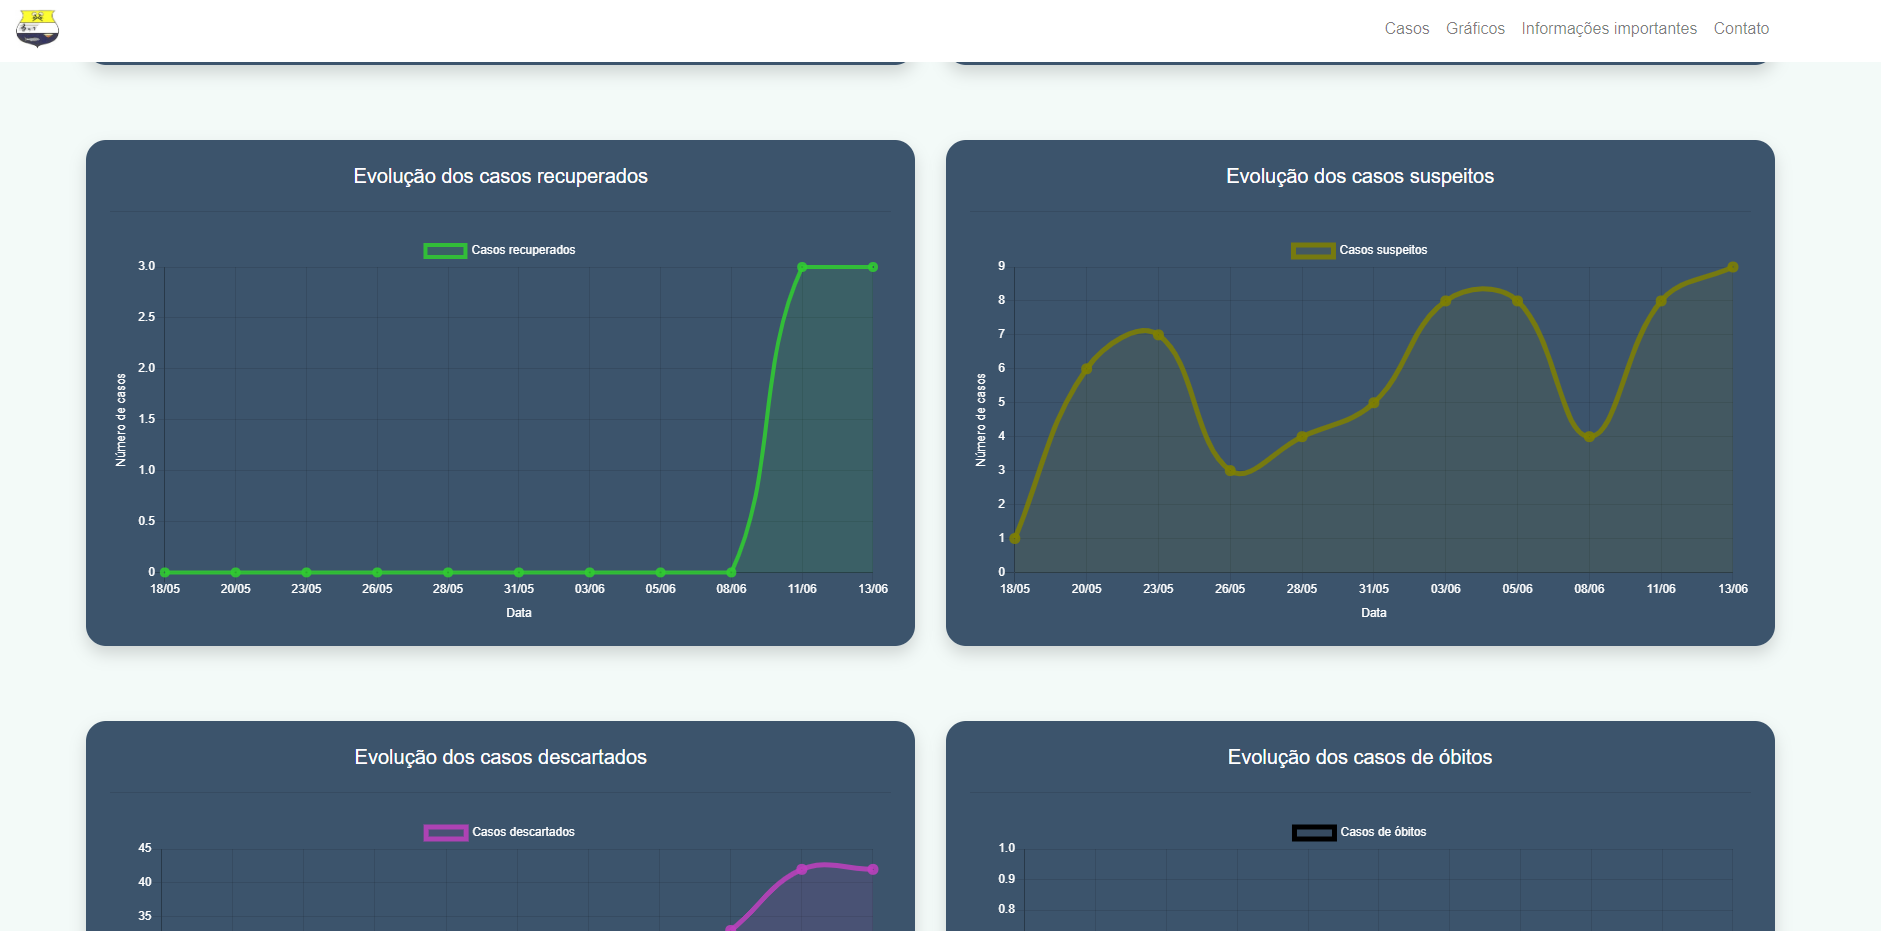 Casos Gráficos Informações importantes Contato
Evolução dos casos recuperados
Casos recuperados
3.0
2.5
2.0
1.5
1.0
0.5
0
Número de casos
18/05 20/05 23/05 26/05 28/05 31/05 03/06 05/06 08/06 11/06 13/06
Data
Evolução dos casos suspeitos
Casos suspeitos
9
8
7
6
5
4
3
2
1
0
Número de casos
18/05 20/05 23/05 26/05 28/05 31/05 03/06 05/06 08/06 11/06 13/06
Data
Evolução dos casos descartados
Casos descartados
45
40
35
Evolução dos casos de óbitos
Casos de óbitos
1.0
0.9
0.8